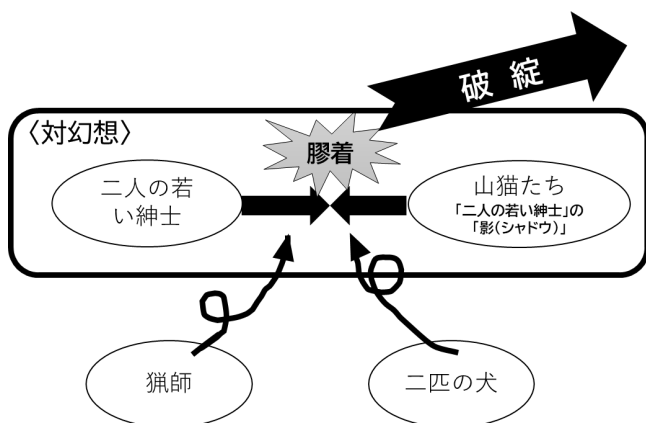 破綻
〈対幻想〉
膠着
二人の若
い紳士
山猫たち
「二人の若い紳士」の
「影(シャドウ)」
猟師
二匹の犬